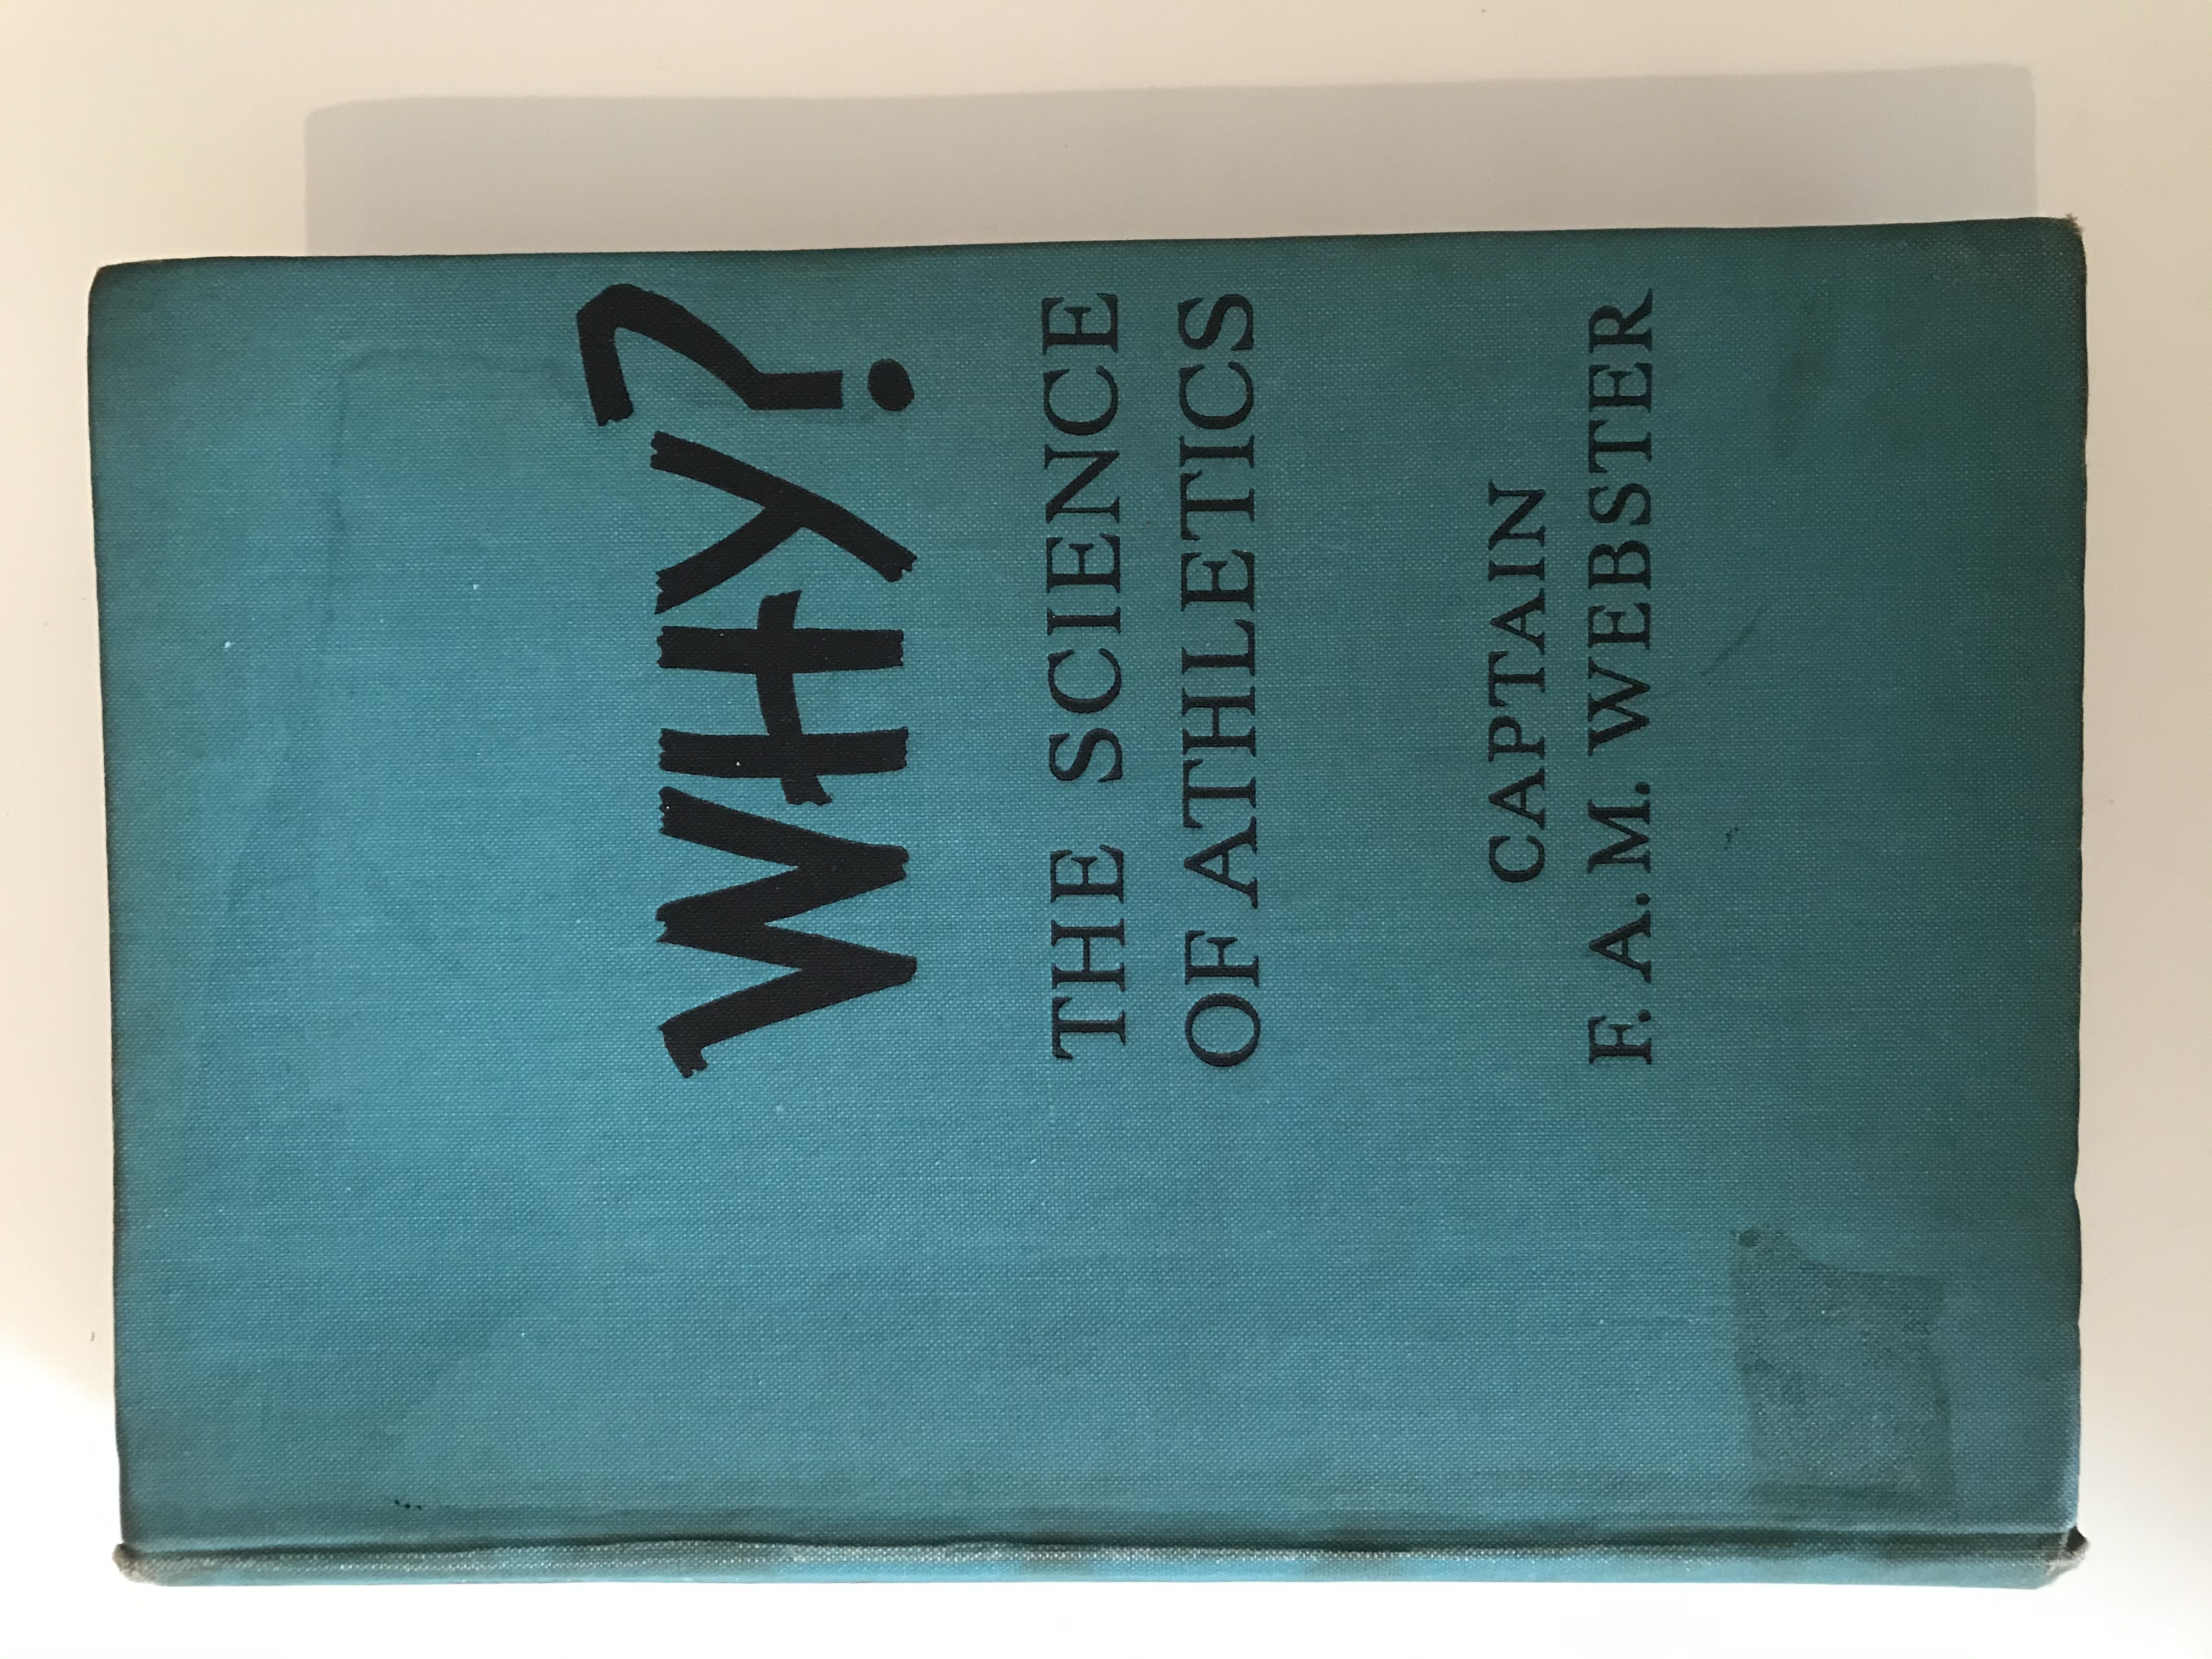 WHY?
THE SCIENCE
OF ATHLETICS
CAPTAIN
F. A. M. WEBSTER